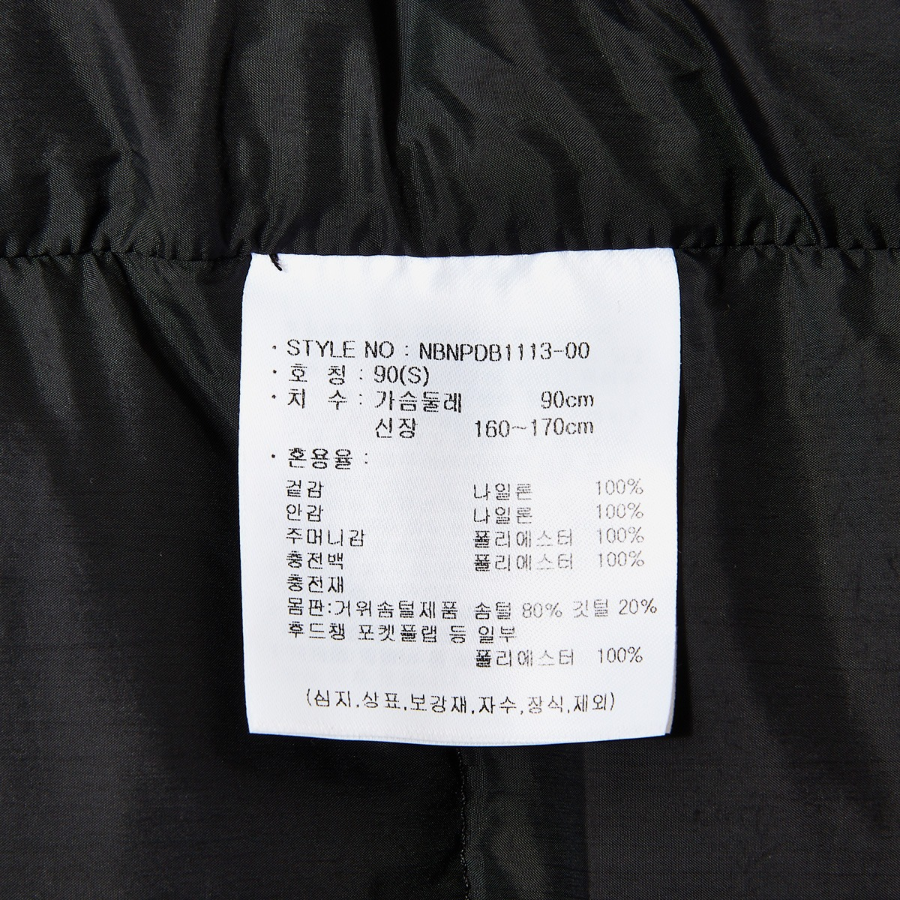 · STYLE NO : NBNPDB1113-00
· 호 칭 : 90(S)
· 치 수 : 가슴둘레 90cm
신장 160~170cm
· 혼용율 :
겉감 나일론 100%
안감 나일론 100%
주머니감 폴리에스터 100%
충전백 폴리에스터 100%
충전재
몸판:거위솜털제품 솜털 80% 깃털 20%
후드챙 포켓플랩 등 일부
폴리에스터 100%
(심지,상표,보강재,자수,장식,제외)